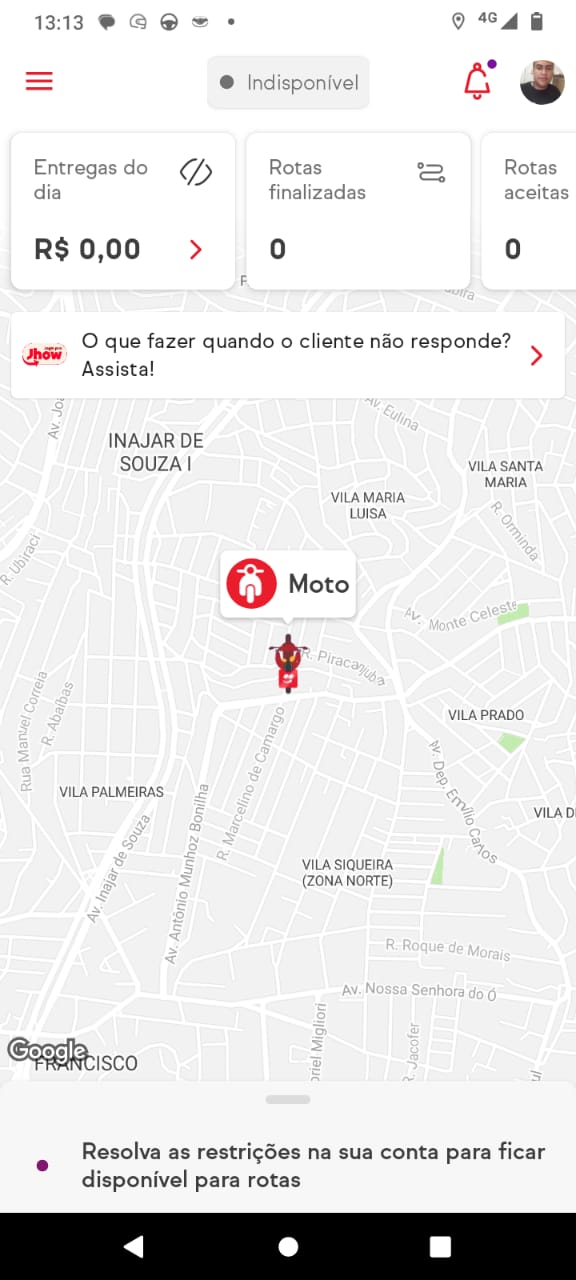 13:13
4G
Indisponível
Entregas do
dia
R$ 0,00
Rotas
finalizadas
0
Rotas
aceitas
0
Jhow
O que fazer quando o cliente não responde?
Assista!
Av. Eulina
INAJAR DE
SOUZA I
VILA SANTA
MARIA
VILA MARIA
LUISA
R. Ubiraci
R. Orminda
Moto
Av. Monte Celeste
R. Piracanjuba
Rua Manuel Correia
R. Abaíbas
R. Marcelino de Camargo
VILA PRADO
Av. Dep. Emílio Carlos
VILA PALMEIRAS
Av. Inajar de Souza
Av. Antônio Munhoz Bonilha
VILA SIQUEIRA
(ZONA NORTE)
R. Roque de Morais
Av. Nossa Senhora do Ó
briel Migliori
R. Jacofer
Google
FRANCISCO
Resolva as restrições na sua conta para ficar
disponível para rotas